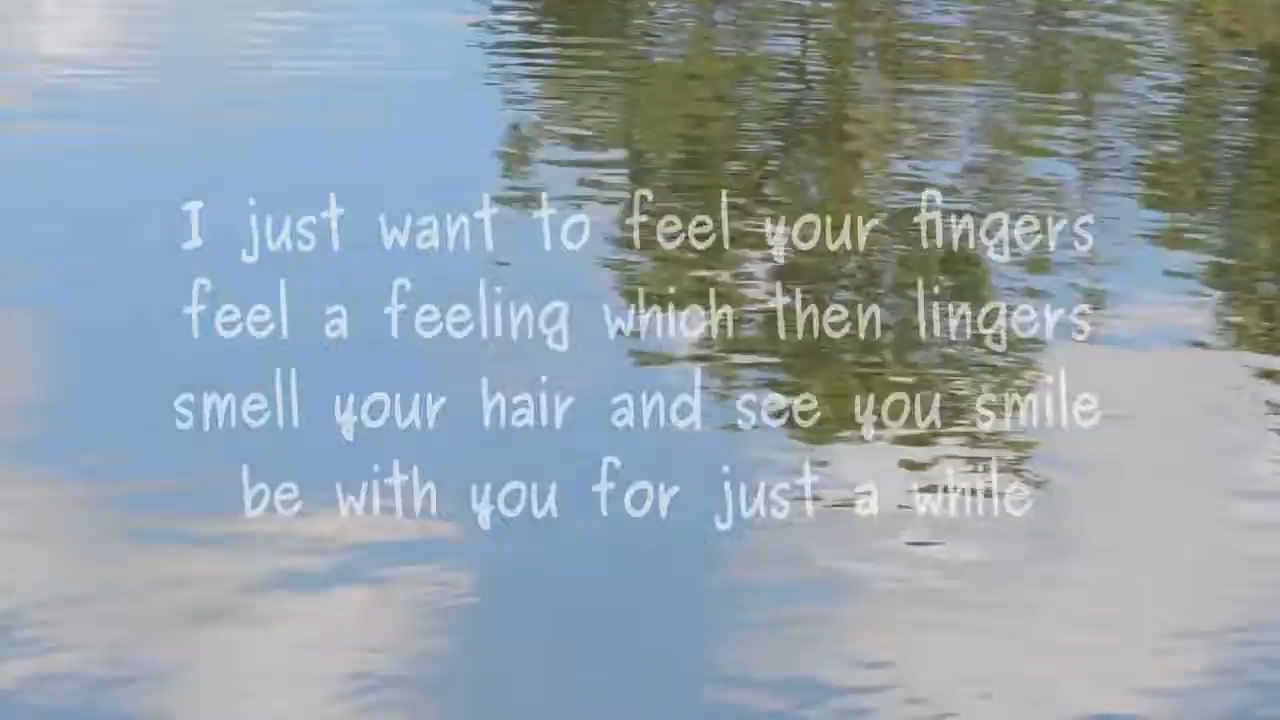 I just want to feel your fingers
feel a feeling which then lingers
smell your hair and see you smile
be with you for just a while